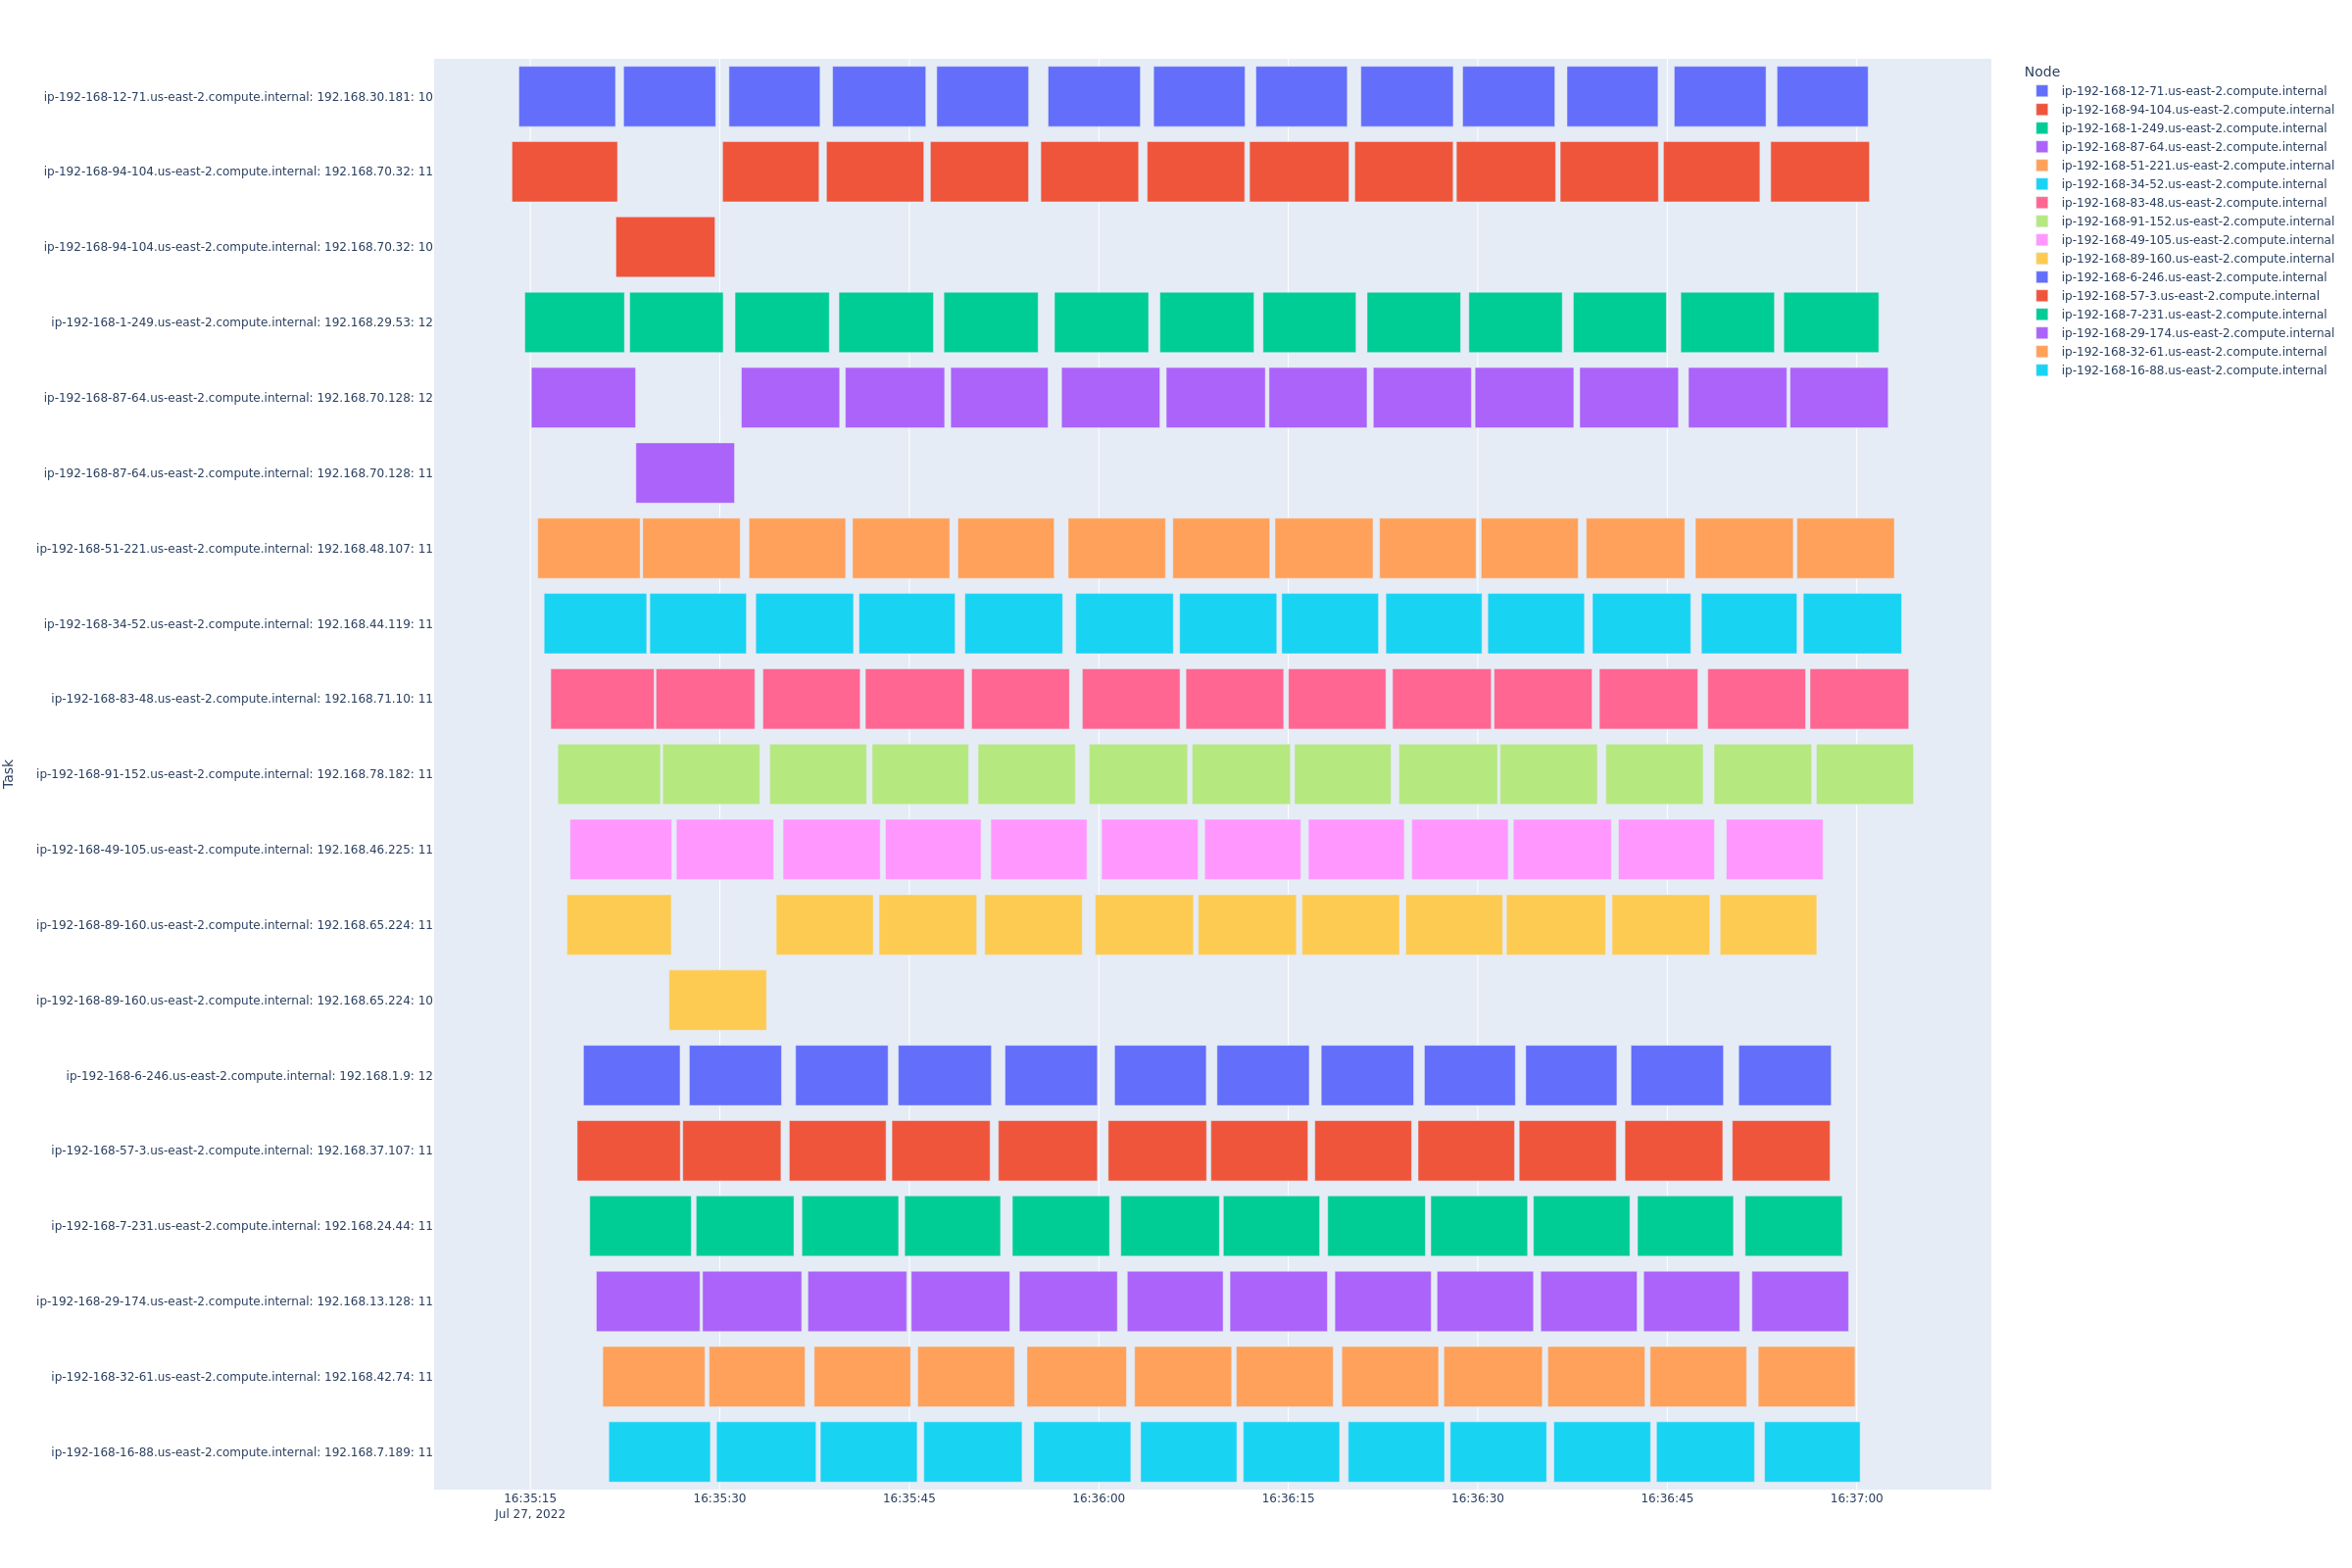 ip-192-168-12-71.us-east-2.compute.internal: 192.168.30.181: 10
ip-192-168-94-104.us-east-2.compute.internal: 192.168.70.32: 11
ip-192-168-94-104.us-east-2.compute.internal: 192.168.70.32: 10
ip-192-168-1-249.us-east-2.compute.internal: 192.168.29.53: 12
ip-192-168-87-64.us-east-2.compute.internal: 192.168.70.128: 12
ip-192-168-87-64.us-east-2.compute.internal: 192.168.70.128: 11
ip-192-168-51-221.us-east-2.compute.internal: 192.168.48.107: 11
ip-192-168-34-52.us-east-2.compute.internal: 192.168.44.119: 11
ip-192-168-83-48.us-east-2.compute.internal: 192.168.71.10: 11
ip-192-168-91-152.us-east-2.compute.internal: 192.168.78.182: 11
ip-192-168-49-105.us-east-2.compute.internal: 192.168.46.225: 11
ip-192-168-89-160.us-east-2.compute.internal: 192.168.65.224: 11
ip-192-168-89-160.us-east-2.compute.internal: 192.168.65.224: 10
ip-192-168-6-246.us-east-2.compute.internal: 192.168.1.9: 12
ip-192-168-57-3.us-east-2.compute.internal: 192.168.37.107: 11
ip-192-168-7-231.us-east-2.compute.internal: 192.168.24.44: 11
ip-192-168-29-174.us-east-2.compute.internal: 192.168.13.128: 11
ip-192-168-32-61.us-east-2.compute.internal: 192.168.42.74: 11
ip-192-168-16-88.us-east-2.compute.internal: 192.168.7.189: 11
Task
16:35:15
Jul 27, 2022
16:35:30
16:35:45
16:36:00
16:36:15
16:36:30
16:36:45
16:37:00
Node
ip-192-168-12-71.us-east-2.compute.internal
ip-192-168-94-104.us-east-2.compute.internal
ip-192-168-1-249.us-east-2.compute.internal
ip-192-168-87-64.us-east-2.compute.internal
ip-192-168-51-221.us-east-2.compute.internal
ip-192-168-34-52.us-east-2.compute.internal
ip-192-168-83-48.us-east-2.compute.internal
ip-192-168-91-152.us-east-2.compute.internal
ip-192-168-49-105.us-east-2.compute.internal
ip-192-168-89-160.us-east-2.compute.internal
ip-192-168-6-246.us-east-2.compute.internal
ip-192-168-57-3.us-east-2.compute.internal
ip-192-168-7-231.us-east-2.compute.internal
ip-192-168-29-174.us-east-2.compute.internal
ip-192-168-32-61.us-east-2.compute.internal
ip-192-168-16-88.us-east-2.compute.internal